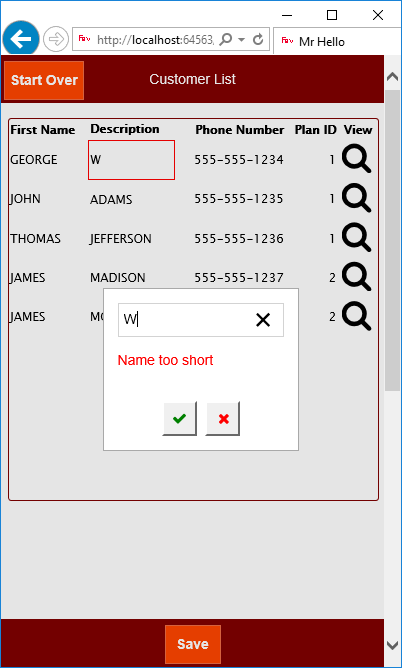 http://localhost:64563,
Mr Hello
Start Over
Customer List
First Name Description Phone Number Plan ID View
GEORGE W 555-555-1234 1
JOHN ADAMS 555-555-1235 1
THOMAS JEFFERSON 555-555-1236 1
JAMES MADISON 555-555-1237 2
JAMES MO 2
W
Name too short
Save